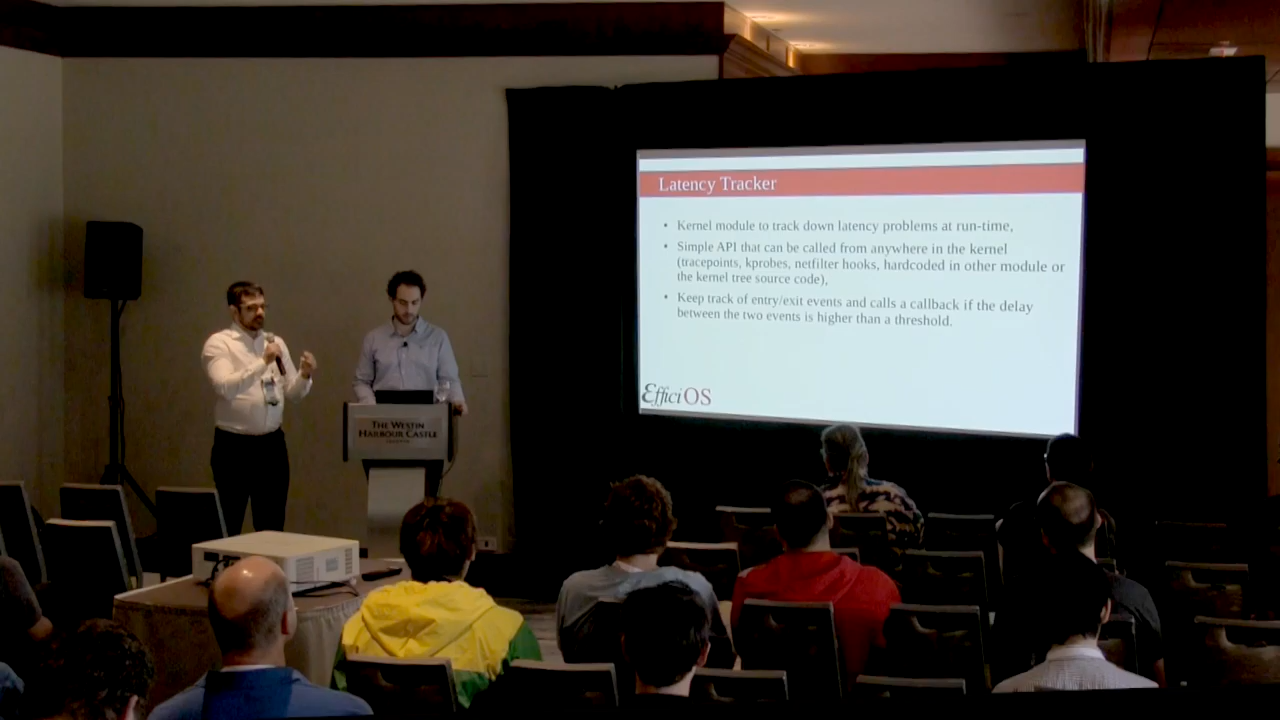 Latency Tracker
• Kernel module to track down latency problems at run-time,
• Simple API that can be called from anywhere in the kernel
(tracepoints, kprobes, netfilter hooks, hardcoded in other module or
the kernel tree source code),
• Keep track of entry/exit events and calls a callback if the delay
between the two events is higher than a threshold.
EfficiOS
THE WESTIN
HARBOUR CASTLE